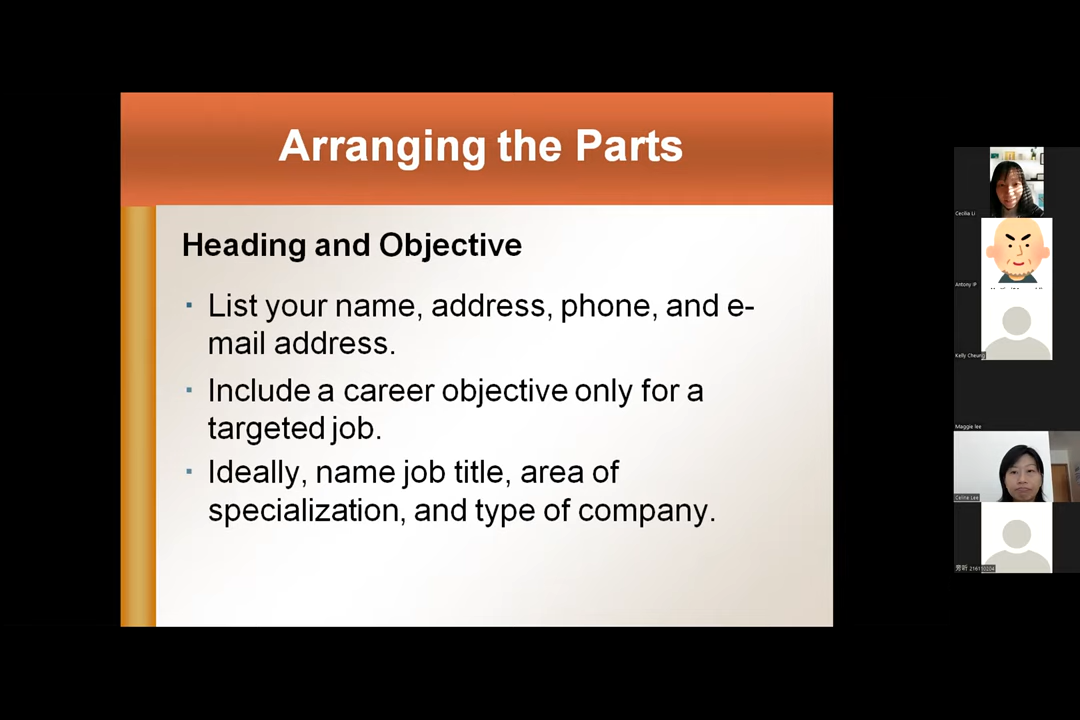 Arranging the Parts
Heading and Objective
▪ List your name, address, phone, and e-
mail address.
▪ Include a career objective only for a
targeted job.
▪ Ideally, name job title, area of
specialization, and type of company.
Cecilia Li
Antony IP
Kelly Cheung
Maggie lee
Celine Lee